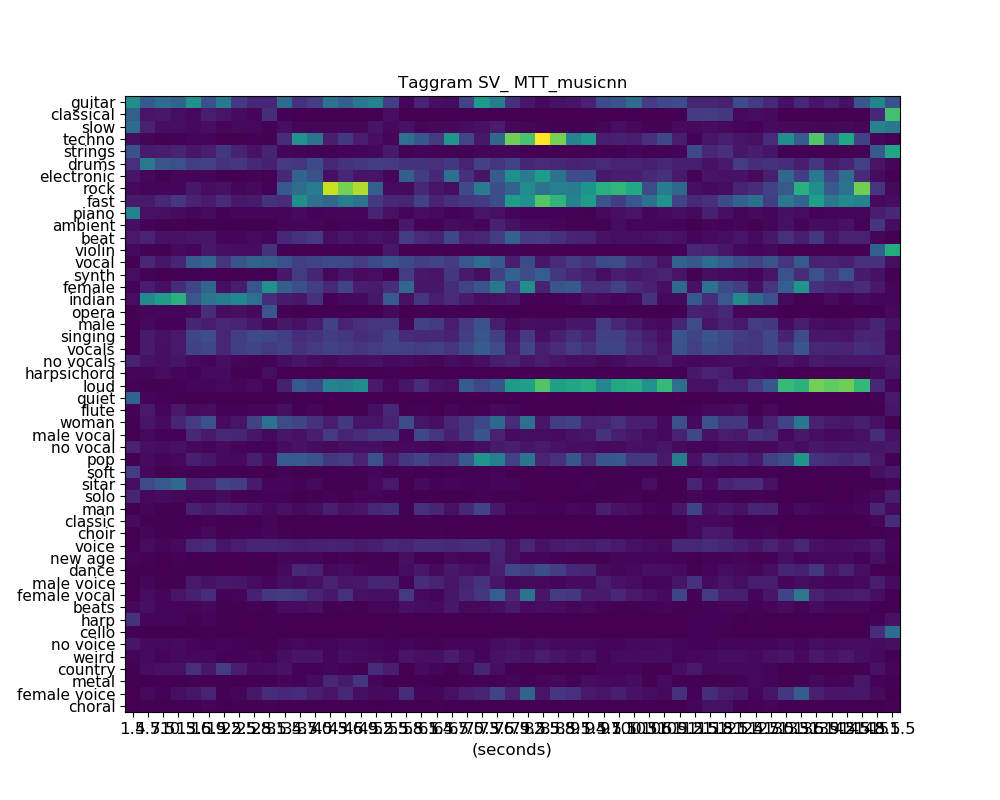 Taggram SV_ MTT_musicnn
guitar
classical
slow
techno
strings
drums
electronic
rock
fast
piano
ambient
beat
violin
vocal
synth
female
indian
opera
male
singing
vocals
no vocals
harpsichord
loud
quiet
flute
woman
male vocal
no vocal
pop
soft
sitar
solo
man
classic
choir
voice
new age
dance
male voice
female vocal
beats
harp
cello
no voice
weird
country
metal
female voice
choral
(seconds)